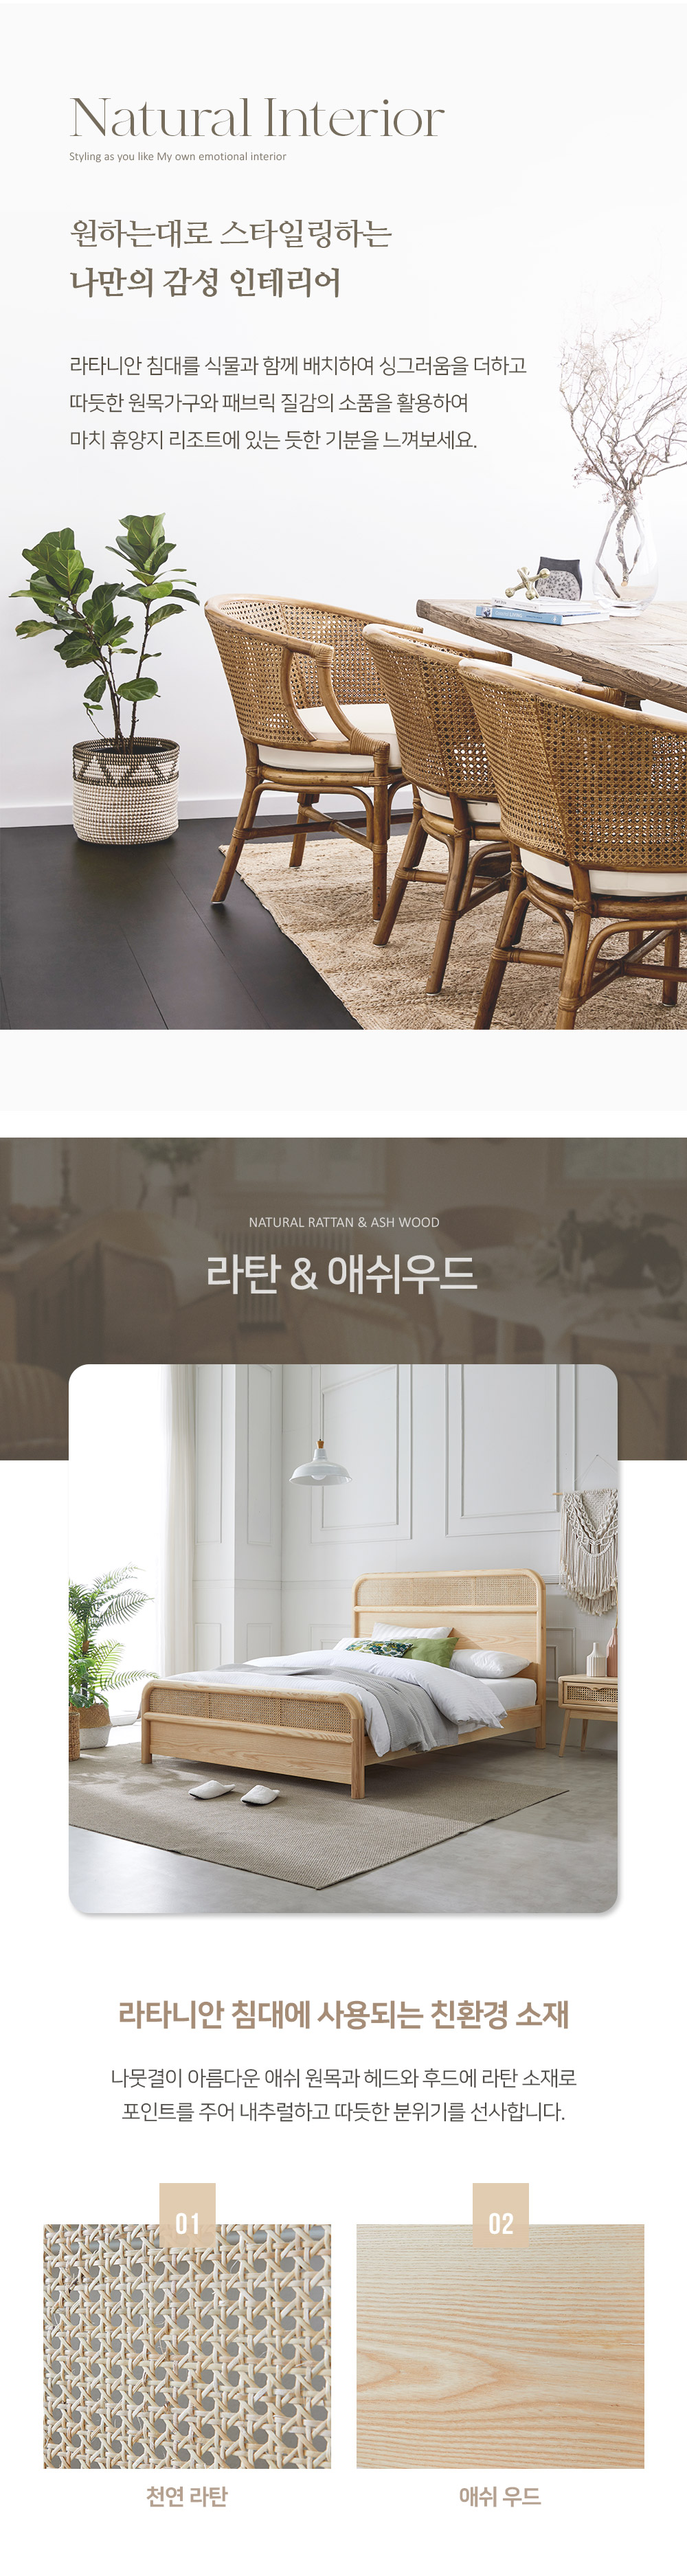 Natural Interior
Styling as you like My own emotional interior
원하는대로 스타일링하는
나만의 감성 인테리어
라타니안 침대를 식물과 함께 배치하여 싱그러움을 더하고
따듯한 원목가구와 패브릭 질감의 소품을 활용하여
마치 휴양지 리조트에 있는 듯한 기분을 느껴보세요.
NATURAL RATTAN & ASH WOOD
라탄 & 애쉬우드
라타니안 침대에 사용되는 친환경 소재
나뭇결이 아름다운 애쉬 원목과 헤드와 후드에 라탄 소재로
포인트를 주어 내추럴하고 따듯한 분위기를 선사합니다.
01
02
천연 라탄
애쉬 우드